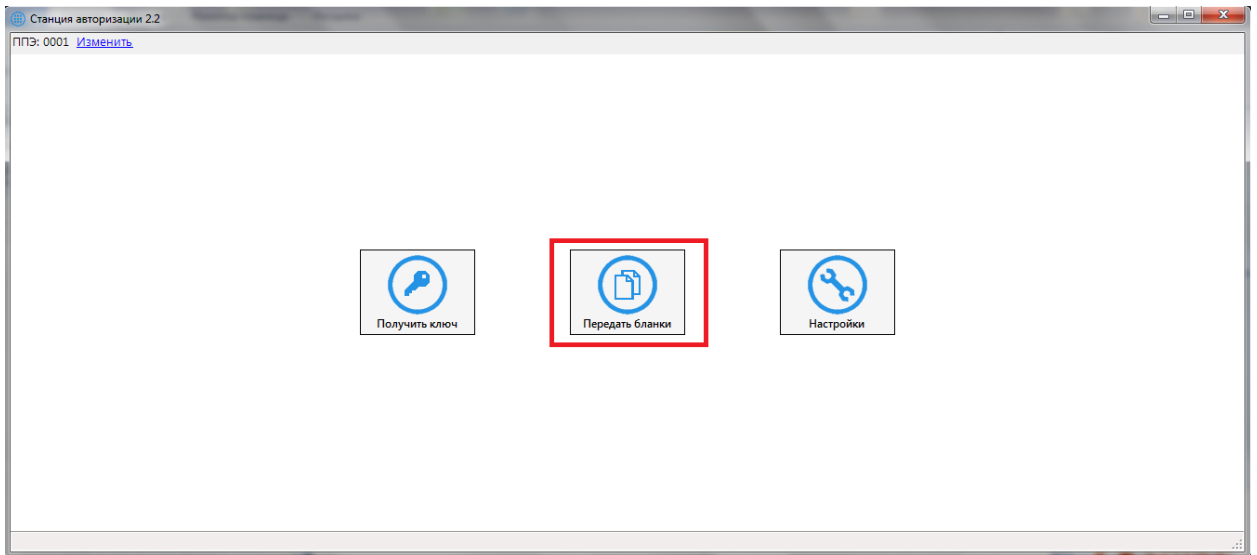 Станция авторизации 2.2
ППЭ: 0001 Изменить
Получить ключ
Передать бланки
Настройки